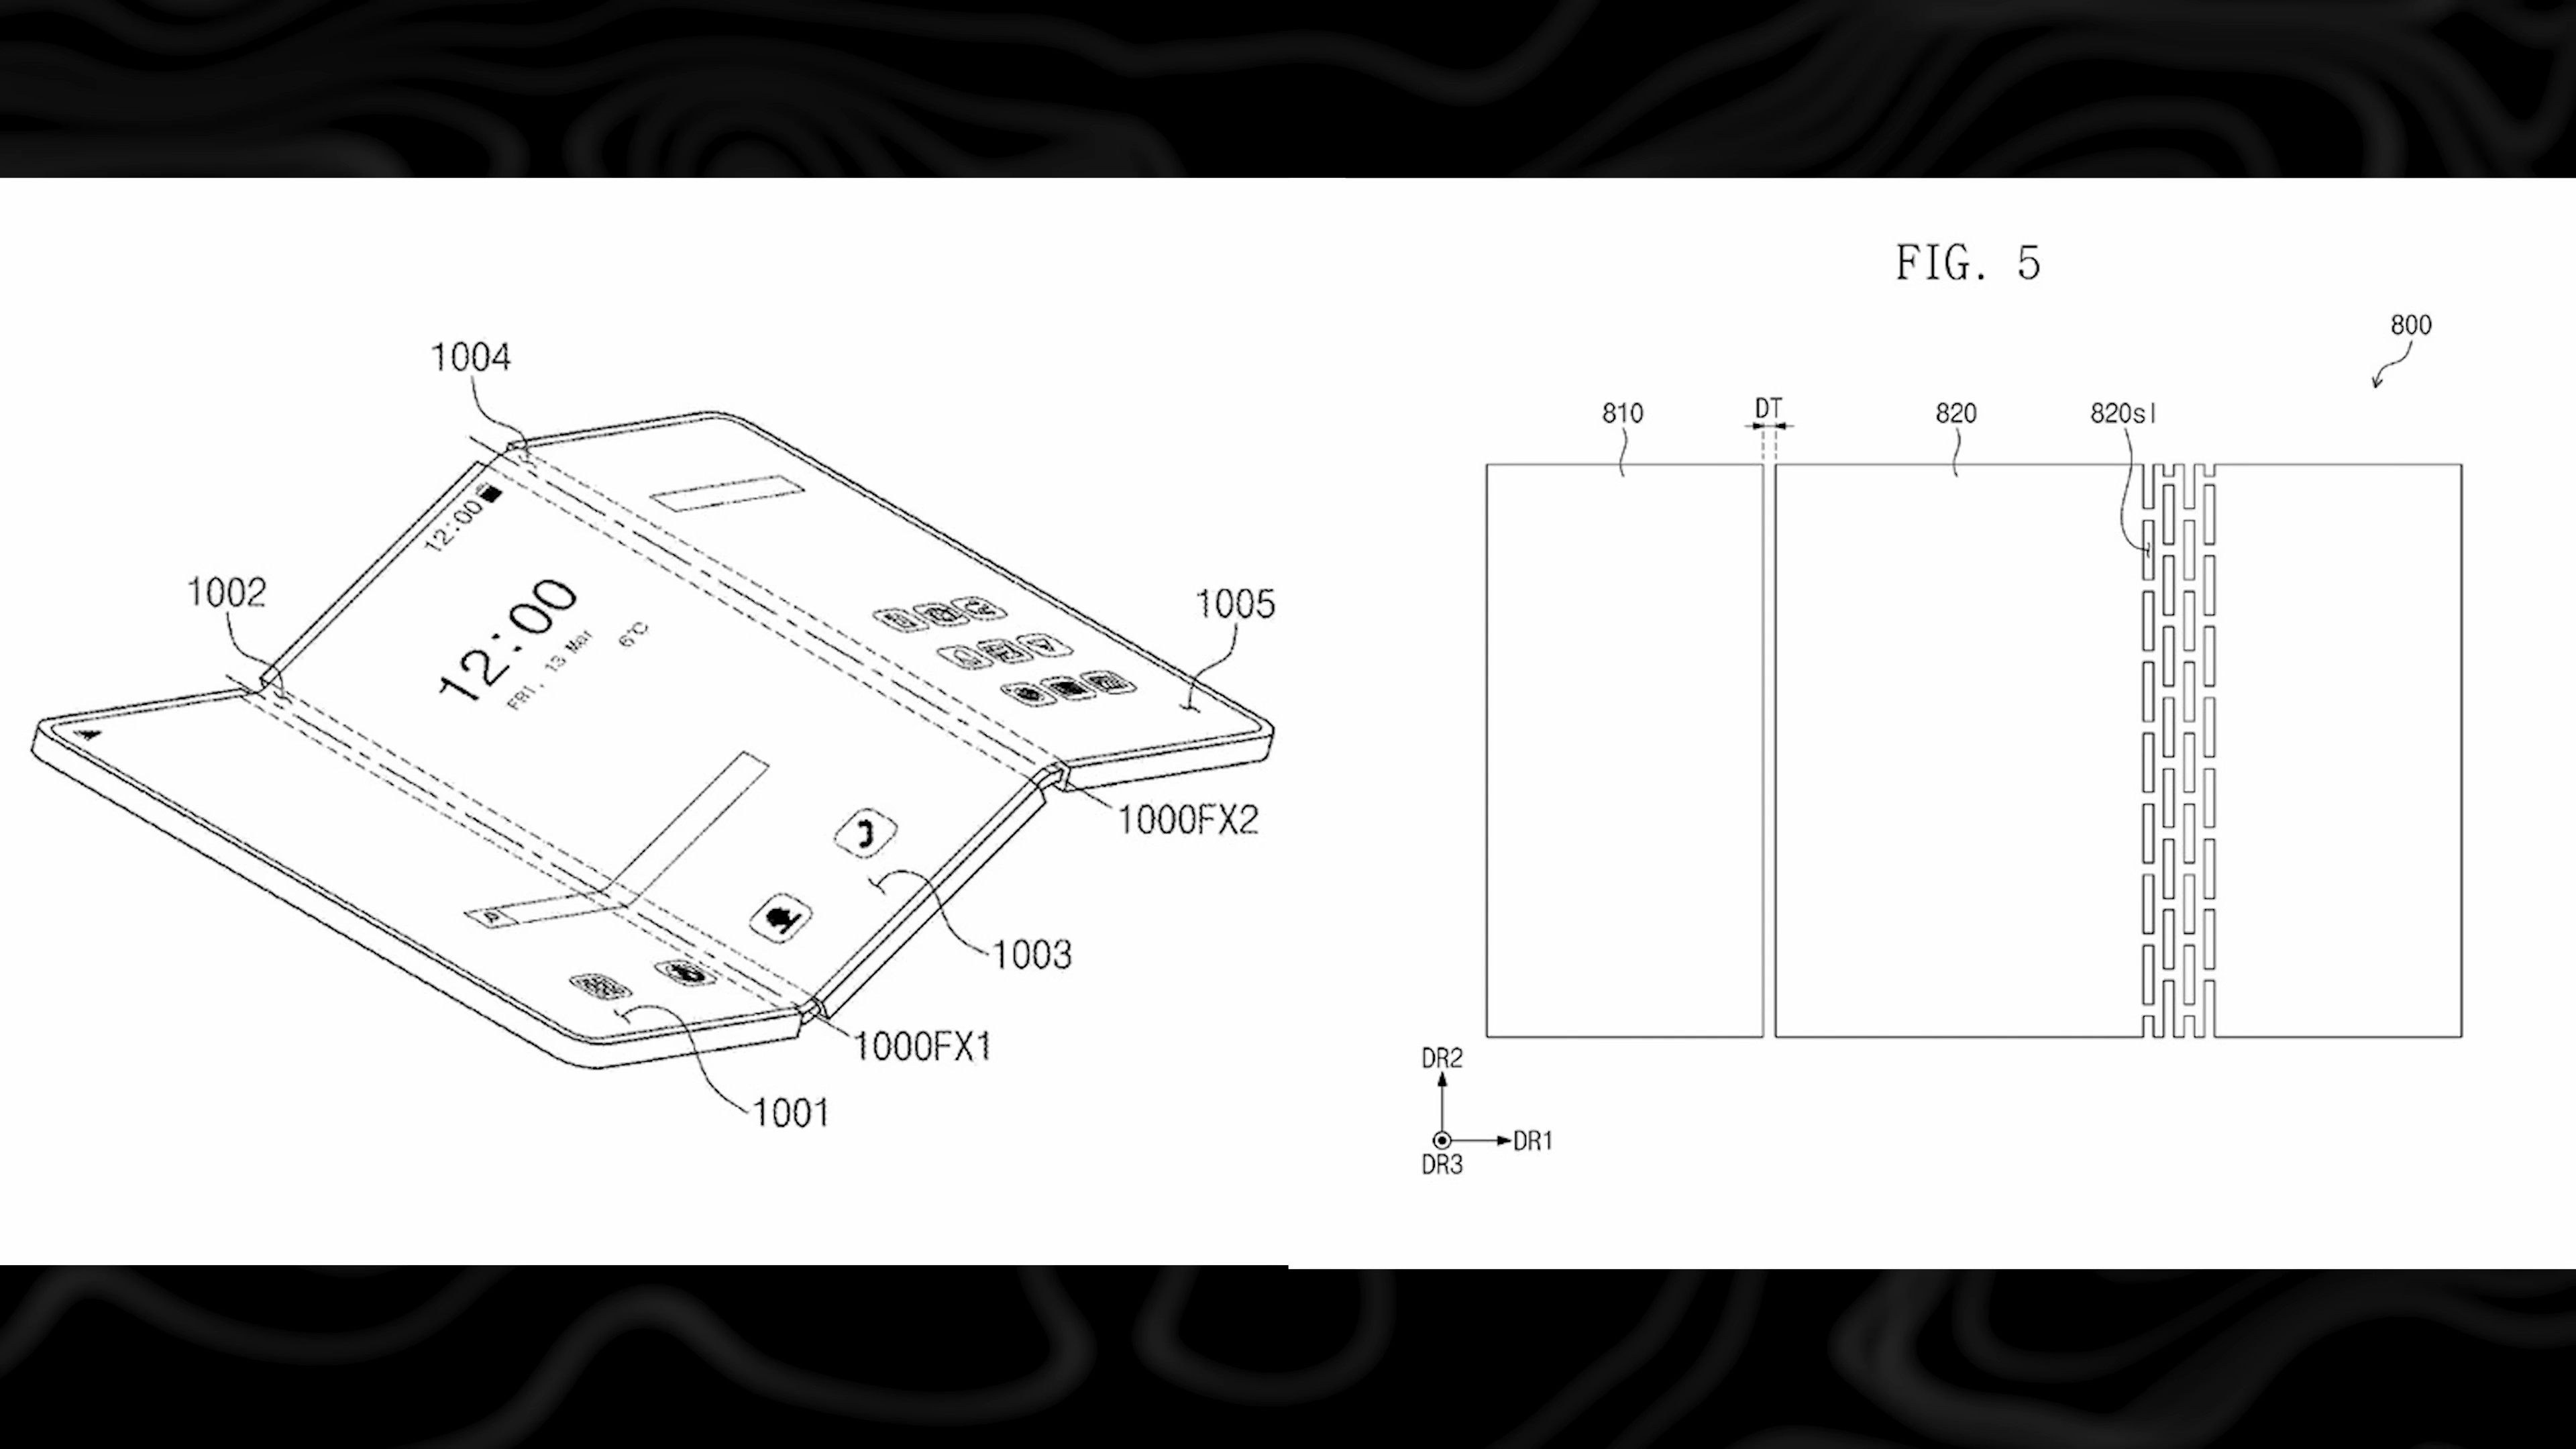 1004
1002
12:00
12:00
FRI, 13 Mar
6℃
1005
1000FX2
1003
1000FX1
1001
FIG. 5
800
810
DT
820
820sl
DR2
DR1
DR3